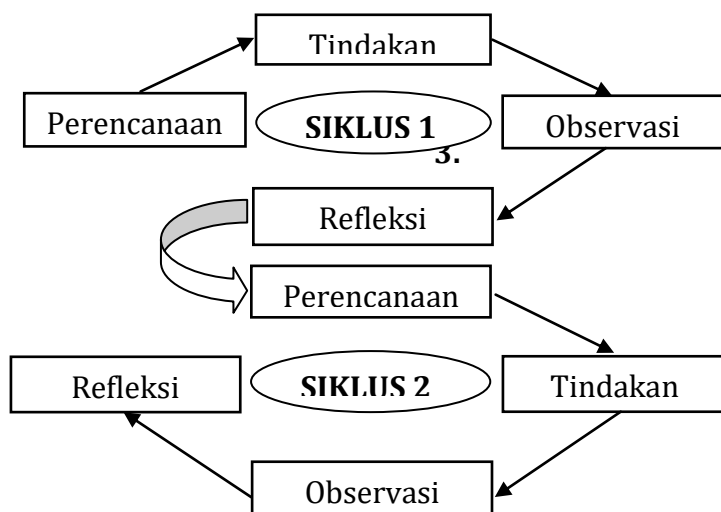 Tindakan
Perencanaan
SIKLUS 1
3.
Observasi
Refleksi
Perencanaan
Refleksi
SIKLUS 2
Tindakan
Observasi